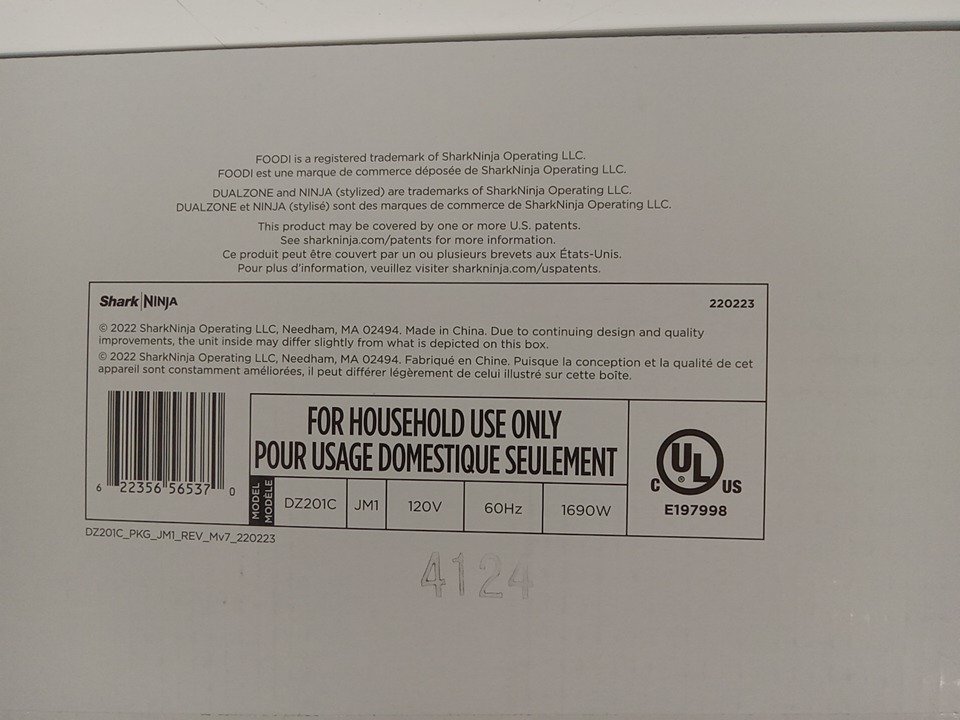 FOODI is a registered trademark of SharkNinja Operating LLC.
FOODI est une marque de commerce déposée de SharkNinja Operating LLC.
DUALZONE and NINJA (stylized) are trademarks of SharkNinja Operating LLC.
DUALZONE et NINJA (stylisé) sont des marques de commerce de SharkNinja Operating LLC.
This product may be covered by one or more U.S. patents.
See sharkninja.com/patents for more information.
Ce produit peut être couvert par un ou plusieurs brevets aux États-Unis.
Pour plus d'information, veuillez visiter sharkninja.com/uspatents.
Shark NINJA 220223
© 2022 SharkNinja Operating LLC, Needham, MA 02494. Made in China. Due to continuing design and quality
improvements, the unit inside may differ slightly from what is depicted on this box.
© 2022 SharkNinja Operating LLC, Needham, MA 02494. Fabriqué en Chine. Puisque la conception et la qualité de cet
appareil sont constamment améliorées, il peut différer légèrement de celui illustré sur cette boîte.
FOR HOUSEHOLD USE ONLY
POUR USAGE DOMESTIQUE SEULEMENT
6 22356 56537 0
MODEL
MODÈLE
DZ201C JM1 120V 60Hz 1690W
C UL ® US
E197998
DZ201C_PKG_JM1_REV_Mv7_220223
4124